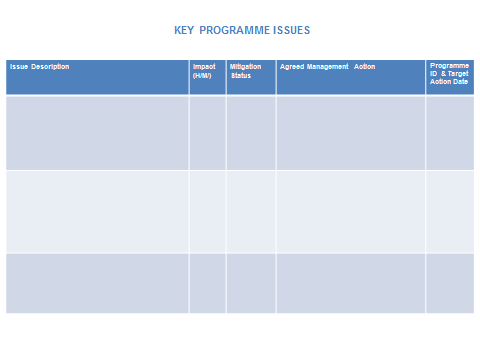 KEY PROGRAMME ISSUES
Issue Description
Impact
(H/M/)
Mitigation
Status
Agreed Management Action
Programme
ID & Target
Action Date